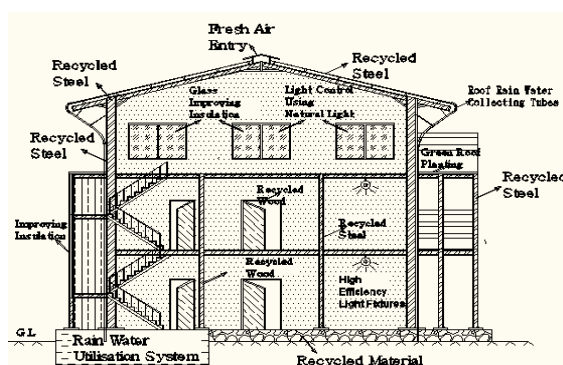 Fresh Air
Entry
Recycled
Steel
Recycled
Steel
Glass
Improving
Insulation
Light Control
Using
Natural Light
Roof Rain Water
Collecting Tubes
Recycled
Steel
Green Roof
Planting
Recycled
Steel
Recycled
Wood
Improving
Insulation
Recycled
Steel
Recycled
Wood
High
Efficiency
Light Fixtures
GL
Rain Water
Utilisation System
Recycled Material